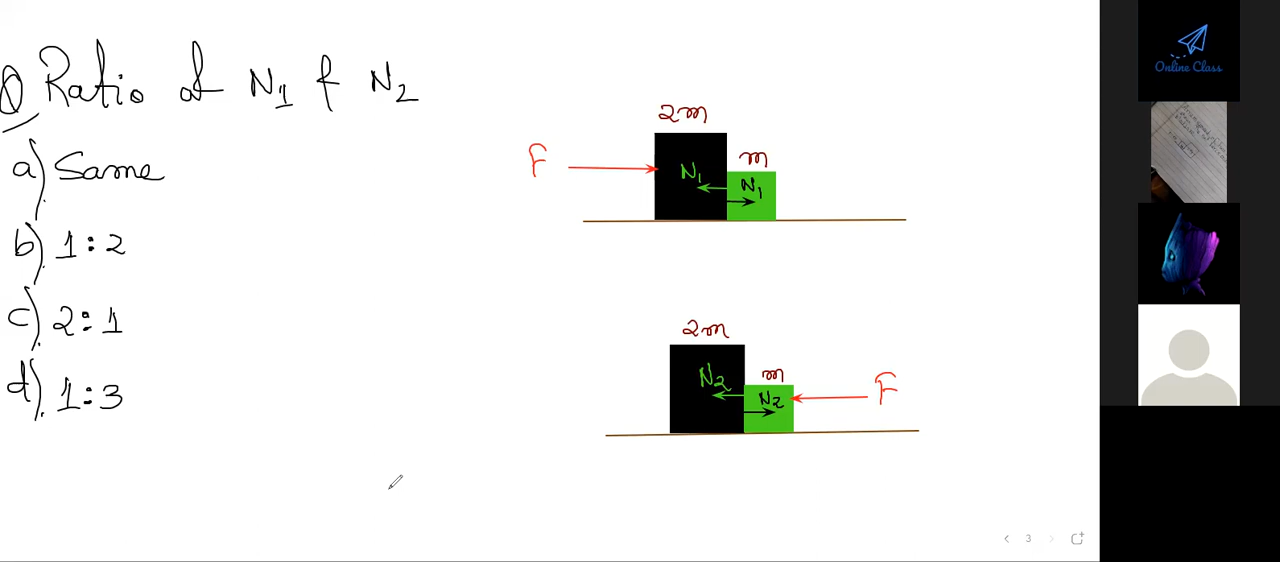 Q Ratio of N1 & N2
a) Same
b) 1:2
c) 2:1
d) 1:3
2m
F
m
N1
N1
2m
m
F
N2
N2
Online Class
3